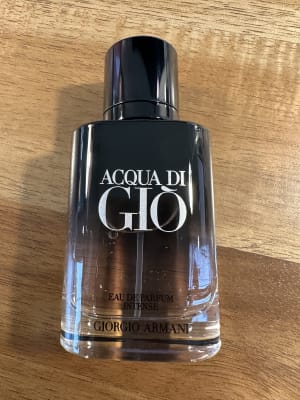 ACQUA DI
GIÒ
EAU DE PARFUM
INTENSE
GIORGIO ARMANI